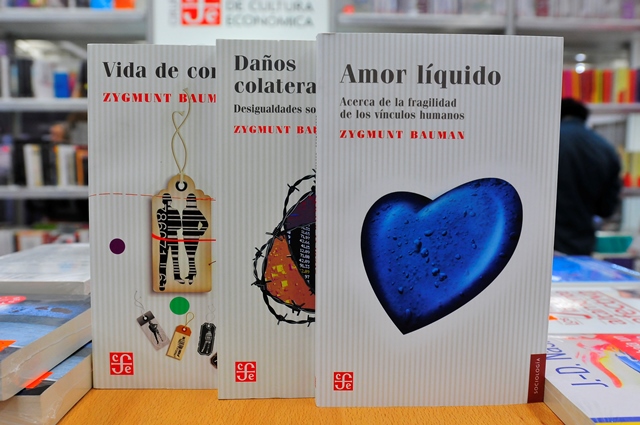 DE CULTURA
ECONÓMICA
Vida de con
ZYGMUNT BAUM
Daños
colatera
Desigualdades so
ZYGMUNT BAU
Amor líquido
Acerca de la fragilidad
de los vínculos humanos
ZYGMUNT BAUMAN
SOCIOLOGÍA
J.-D. Nas